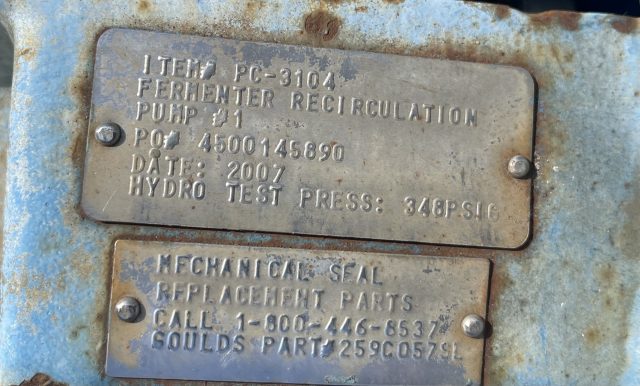 ITEM# PC-3104
FERMENTER RECIRCULATION
PUMP #1
PO# 4500145890
DATE: 2007
HYDRO TEST PRESS: 348PSIG
MECHANICAL SEAL
REPLACEMENT PARTS
CALL 1-800-446-8537
GOULDS PART#259C057SL